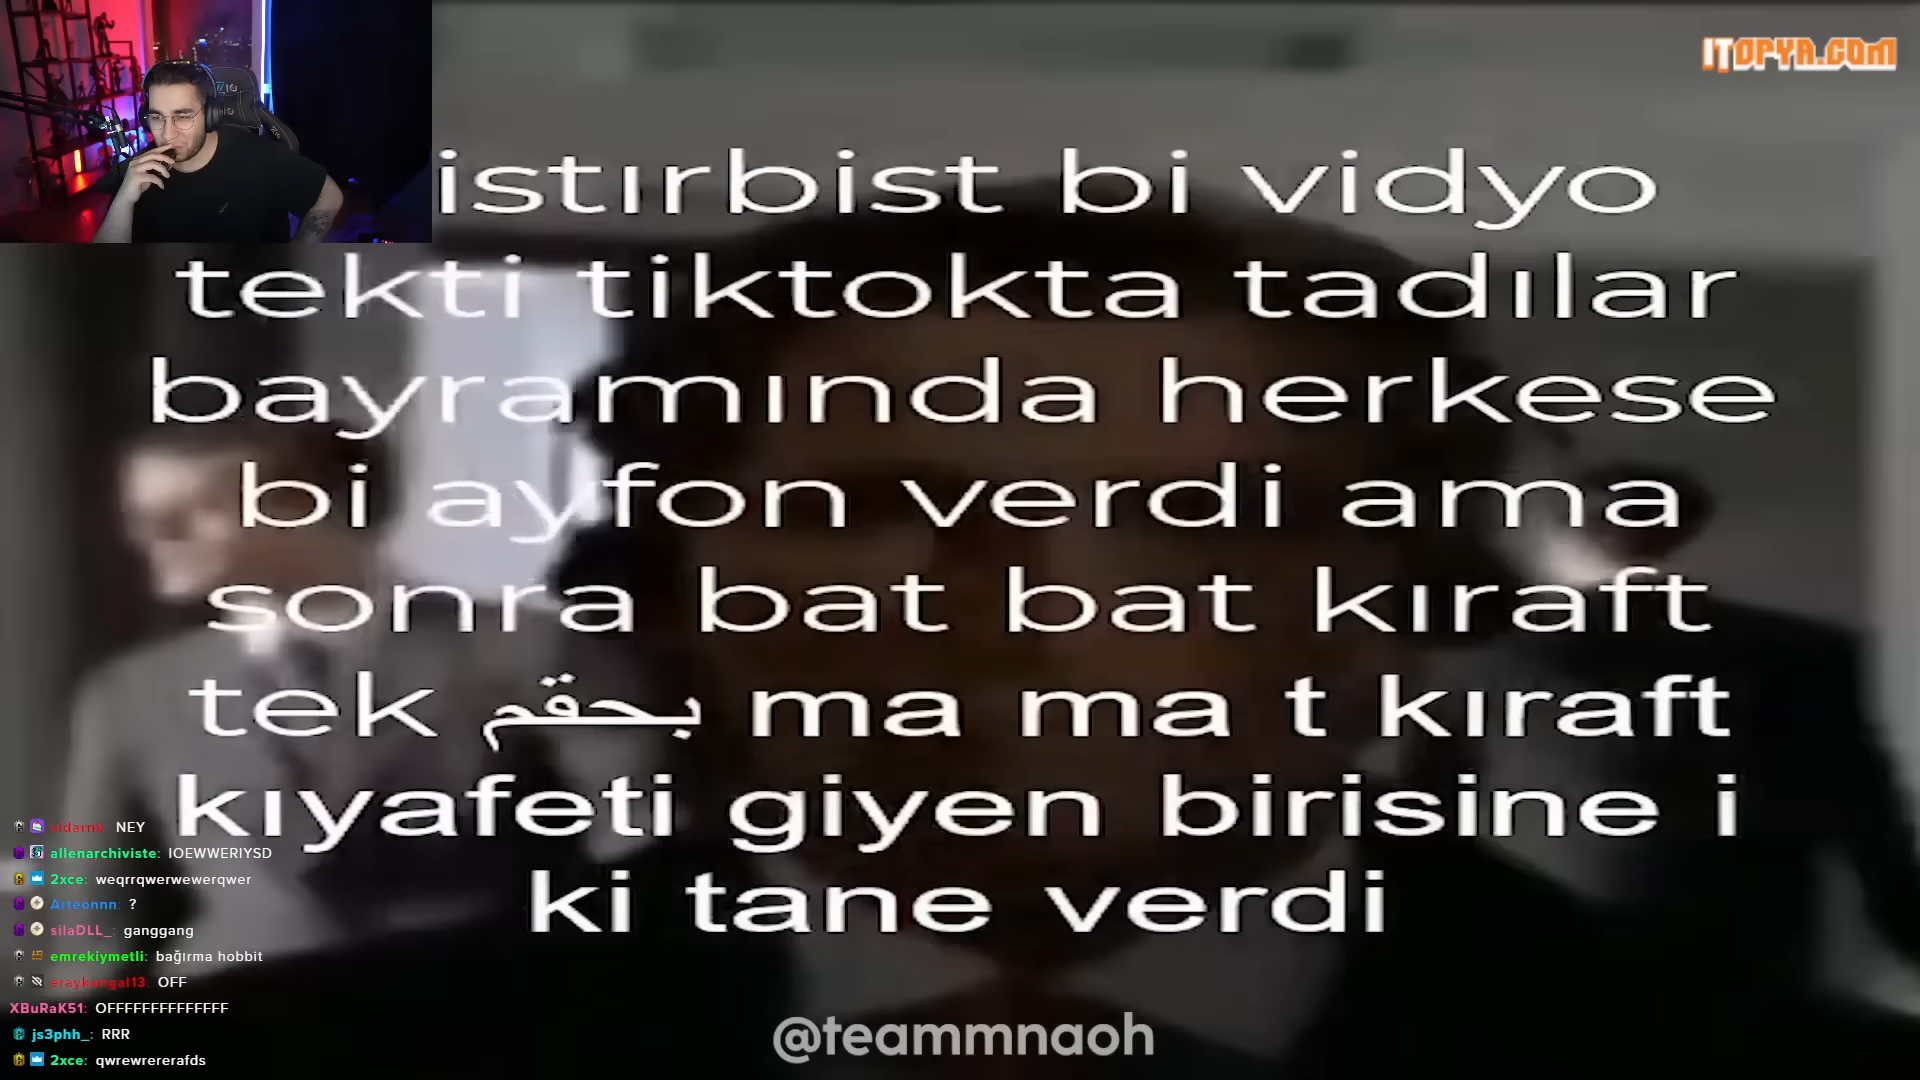 ITOPYA.COM
istırbist bi vidyo
tekti tiktokta tadılar
bayramında herkese
bi ayfon verdi ama
sonra bat bat kıraft
tek بحقم ma ma t kıraft
kıyafeti giyen birisine i
ki tane verdi
NEY
allenarchiviste: IOEWWERIYSD
2xce: weqrrqwerwewerqwer
Arteonnn: ?
silaDLL_: ganggang
emrekiymetli: bağırma hobbit
eraykangal13: OFF
XBuRaK51: OFFFFFFFFFFFFFF
js3phh_: RRR
2xce: qwrewrererafds
@teammnaoh